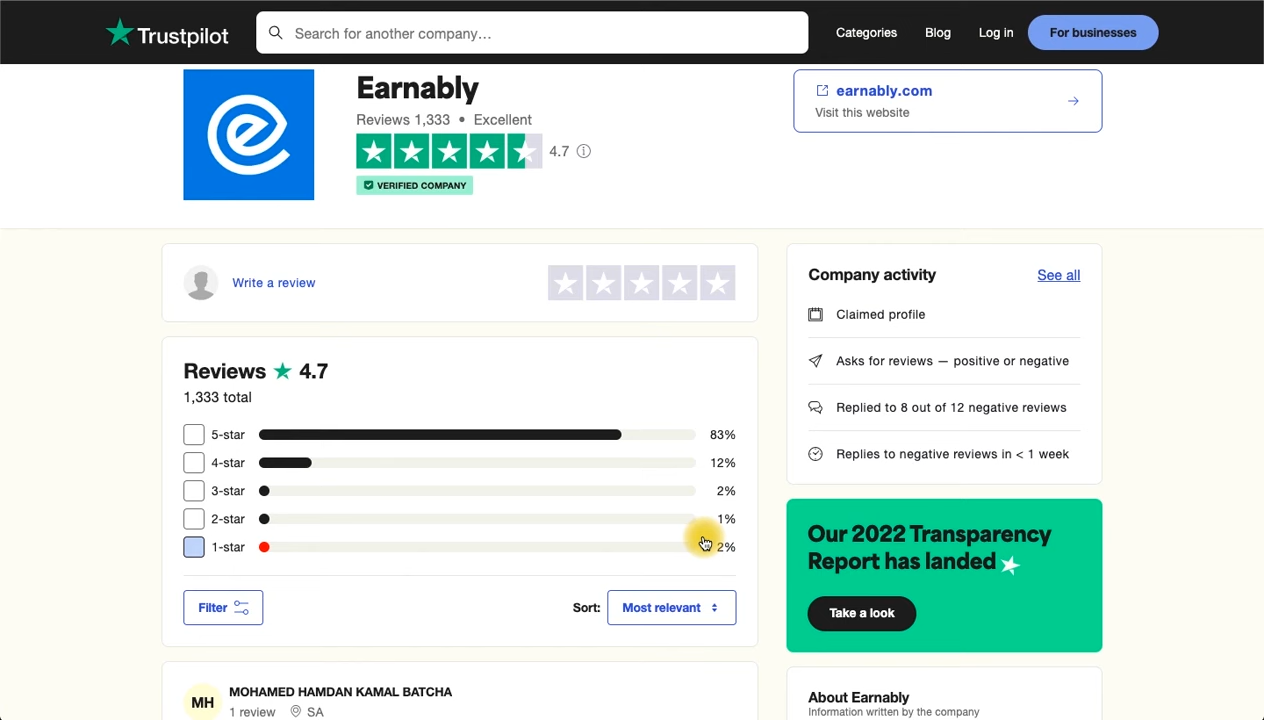 Trustpilot
Search for another company…
Categories
Blog
Log in
For businesses
Earnably
Reviews 1,333 • Excellent
4.7
VERIFIED COMPANY
earnably.com
Visit this website
Write a review
Reviews ★ 4.7
1,333 total
5-star 83%
4-star 12%
3-star 2%
2-star 1%
1-star 2%
Filter
Sort: Most relevant
MH
MOHAMED HAMDAN KAMAL BATCHA
1 review SA
Company activity
See all
Claimed profile
Asks for reviews — positive or negative
Replied to 8 out of 12 negative reviews
Replies to negative reviews in < 1 week
Our 2022 Transparency
Report has landed
Take a look
About Earnably
Information written by the company